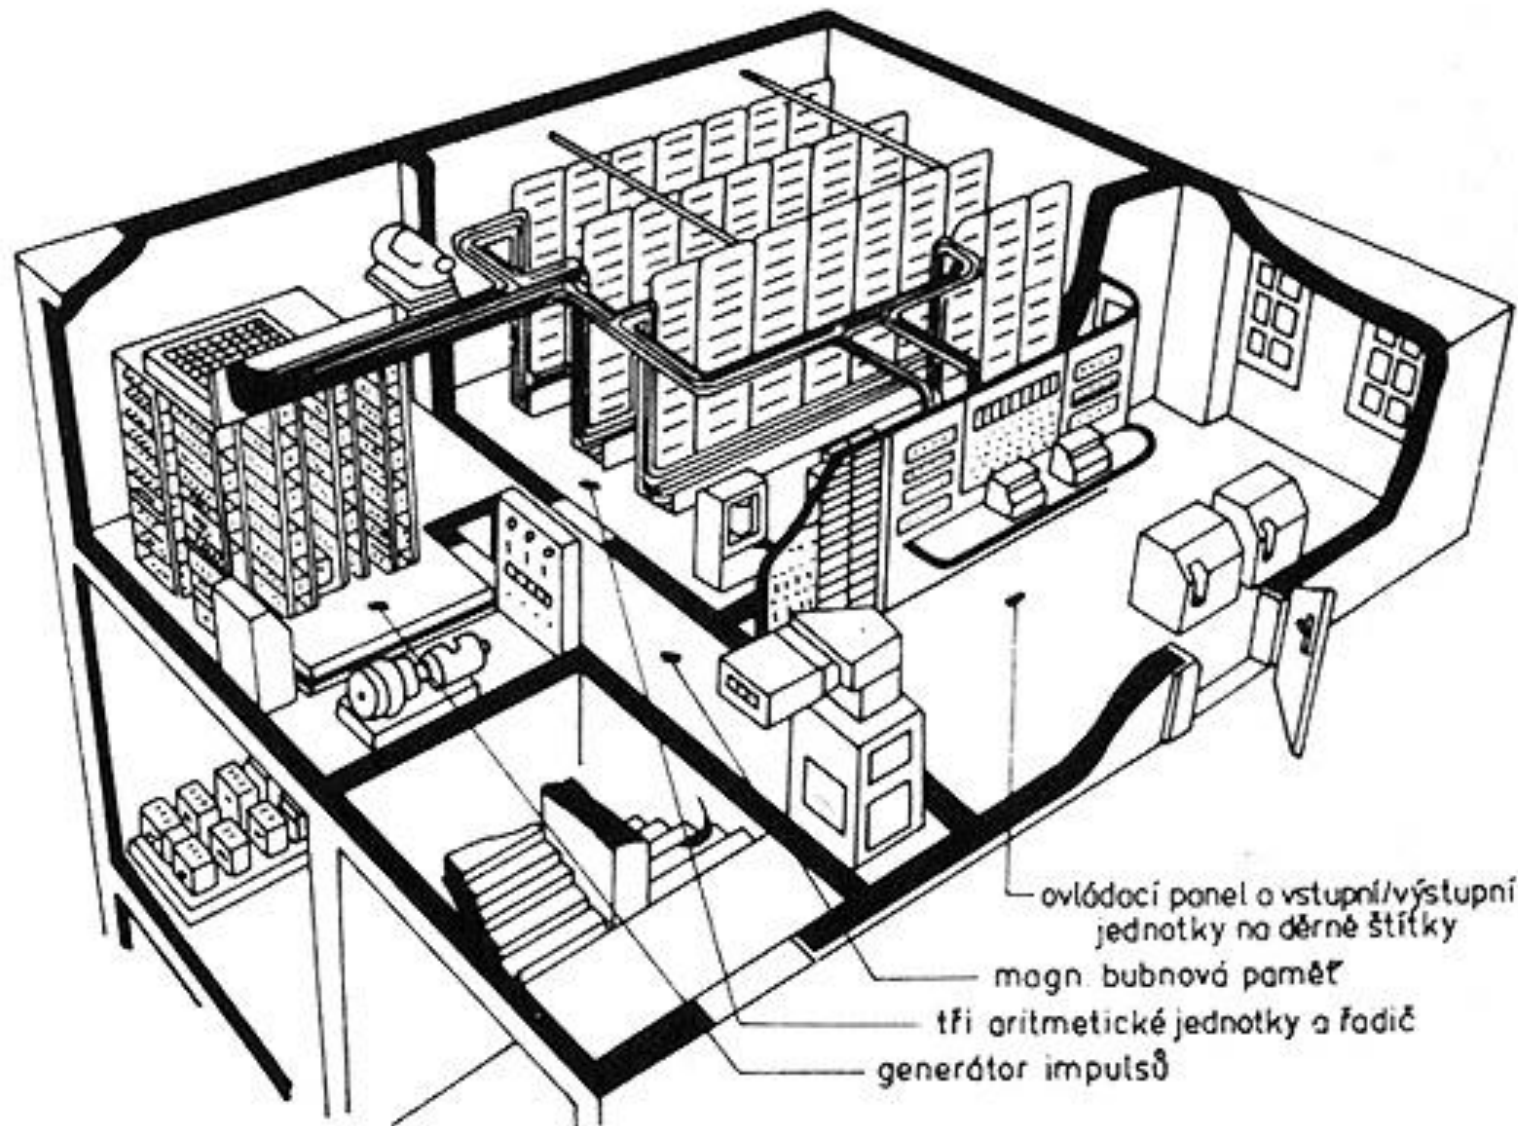 ovládací panel a vstupní/výstupní
jednotky na děrné štítky
magn. bubnová paměť
tři aritmetické jednotky a řadič
generátor impulsů